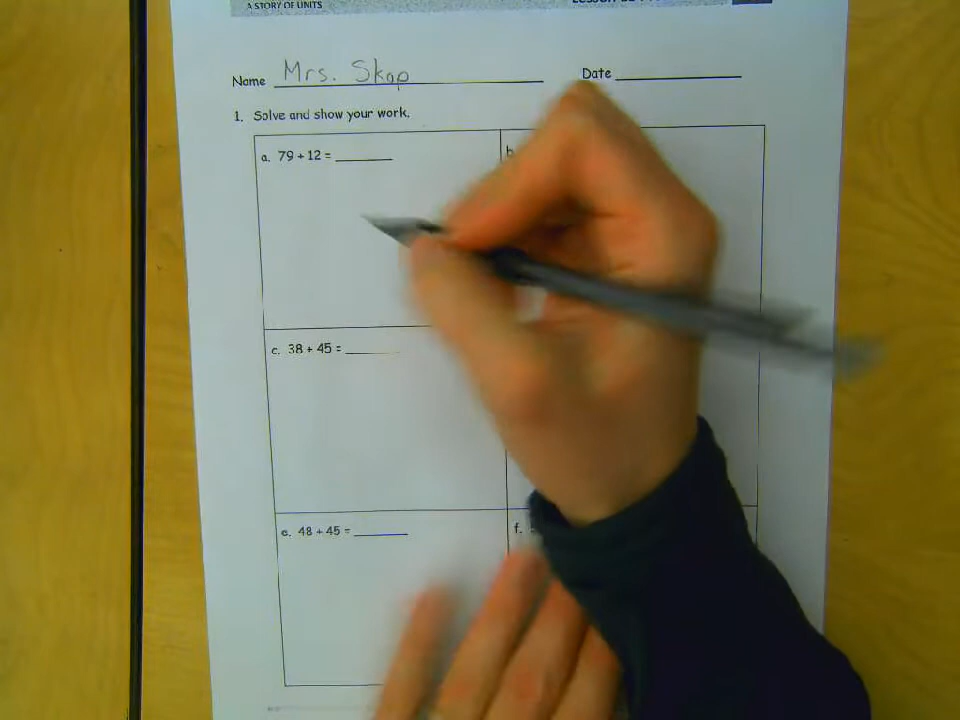 A STORY OF UNITS
Name Mrs. Skop Date
1. Solve and show your work.
a. 79 + 12 =
c. 38 + 45 =
e. 48 + 45 =
f.